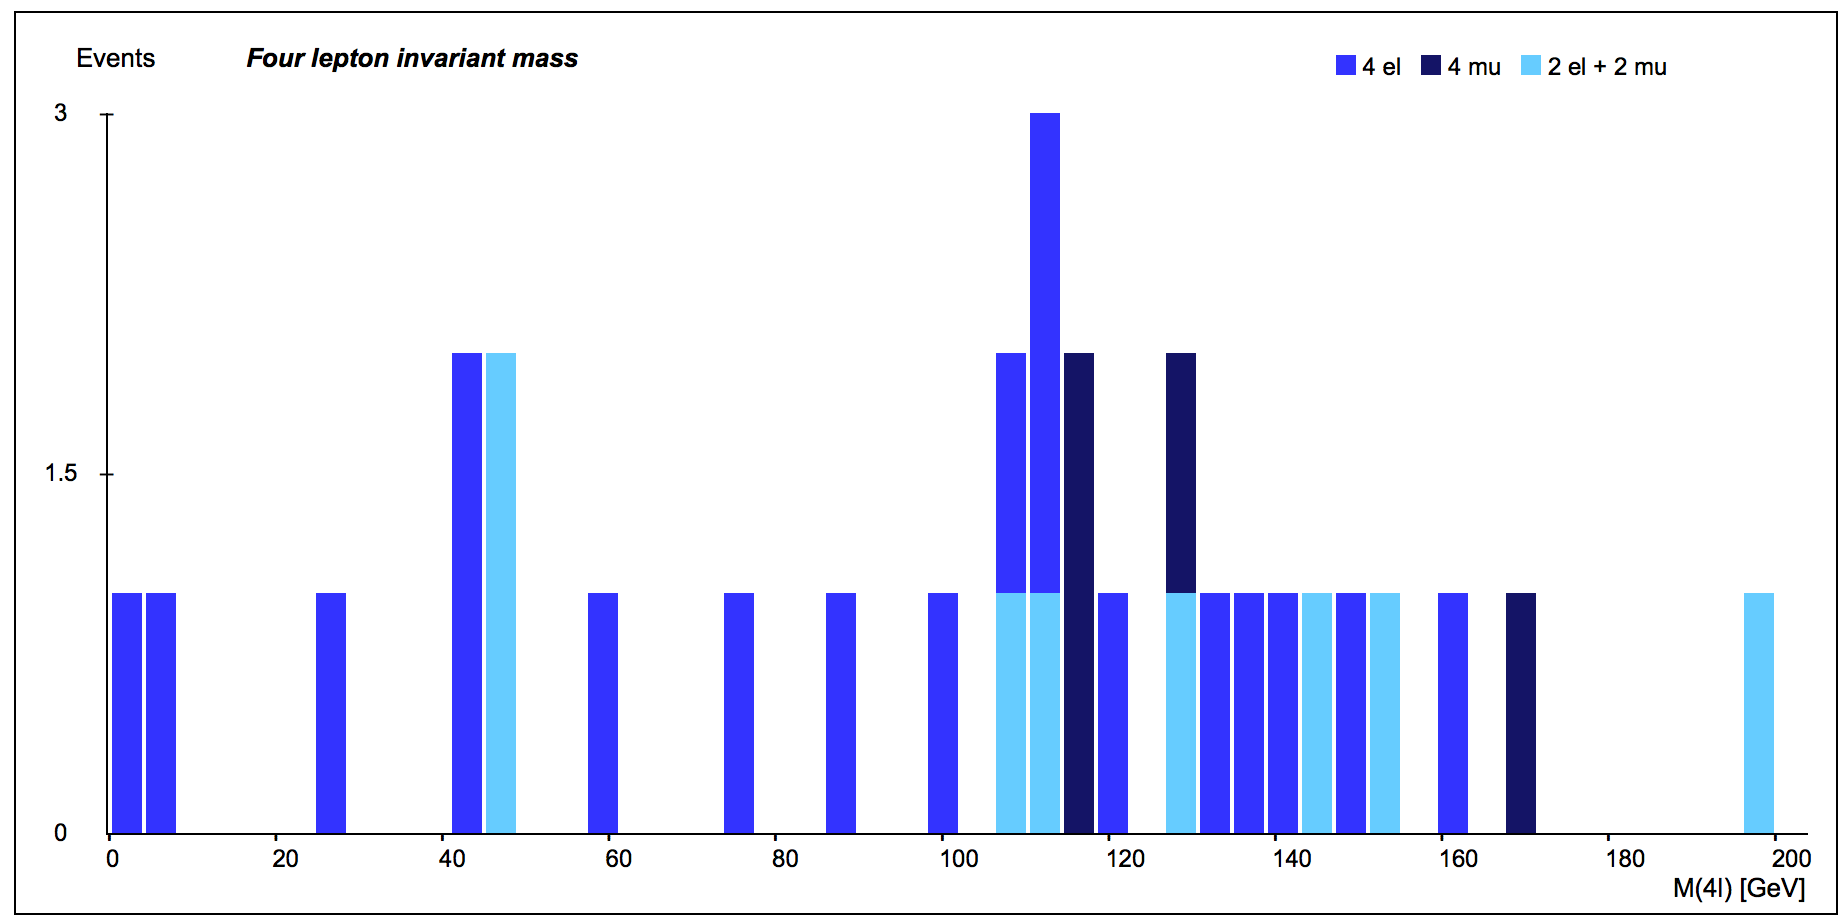 Events Four lepton invariant mass
4 el 4 mu 2 el + 2 mu
3
1.5
0
0 20 40 60 80 100 120 140 160 180 200
M(4l) [GeV]